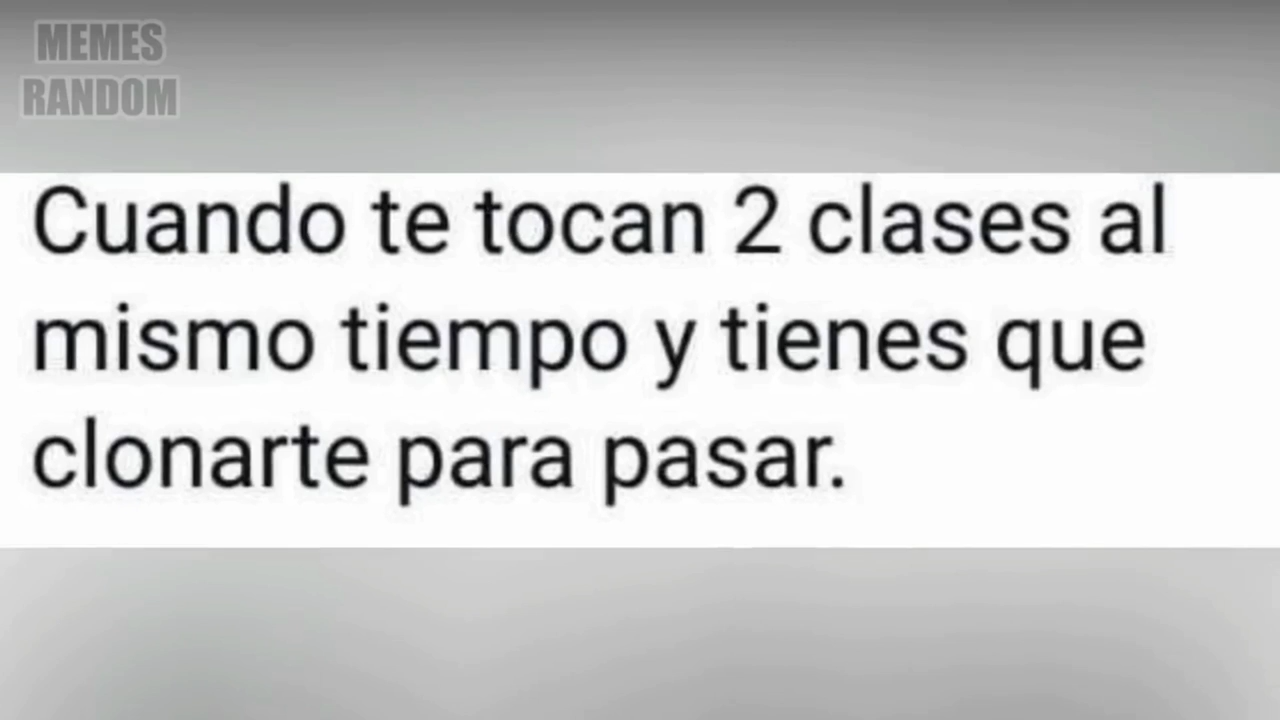 MEMES
RANDOM
Cuando te tocan 2 clases al
mismo tiempo y tienes que
clonarte para pasar.